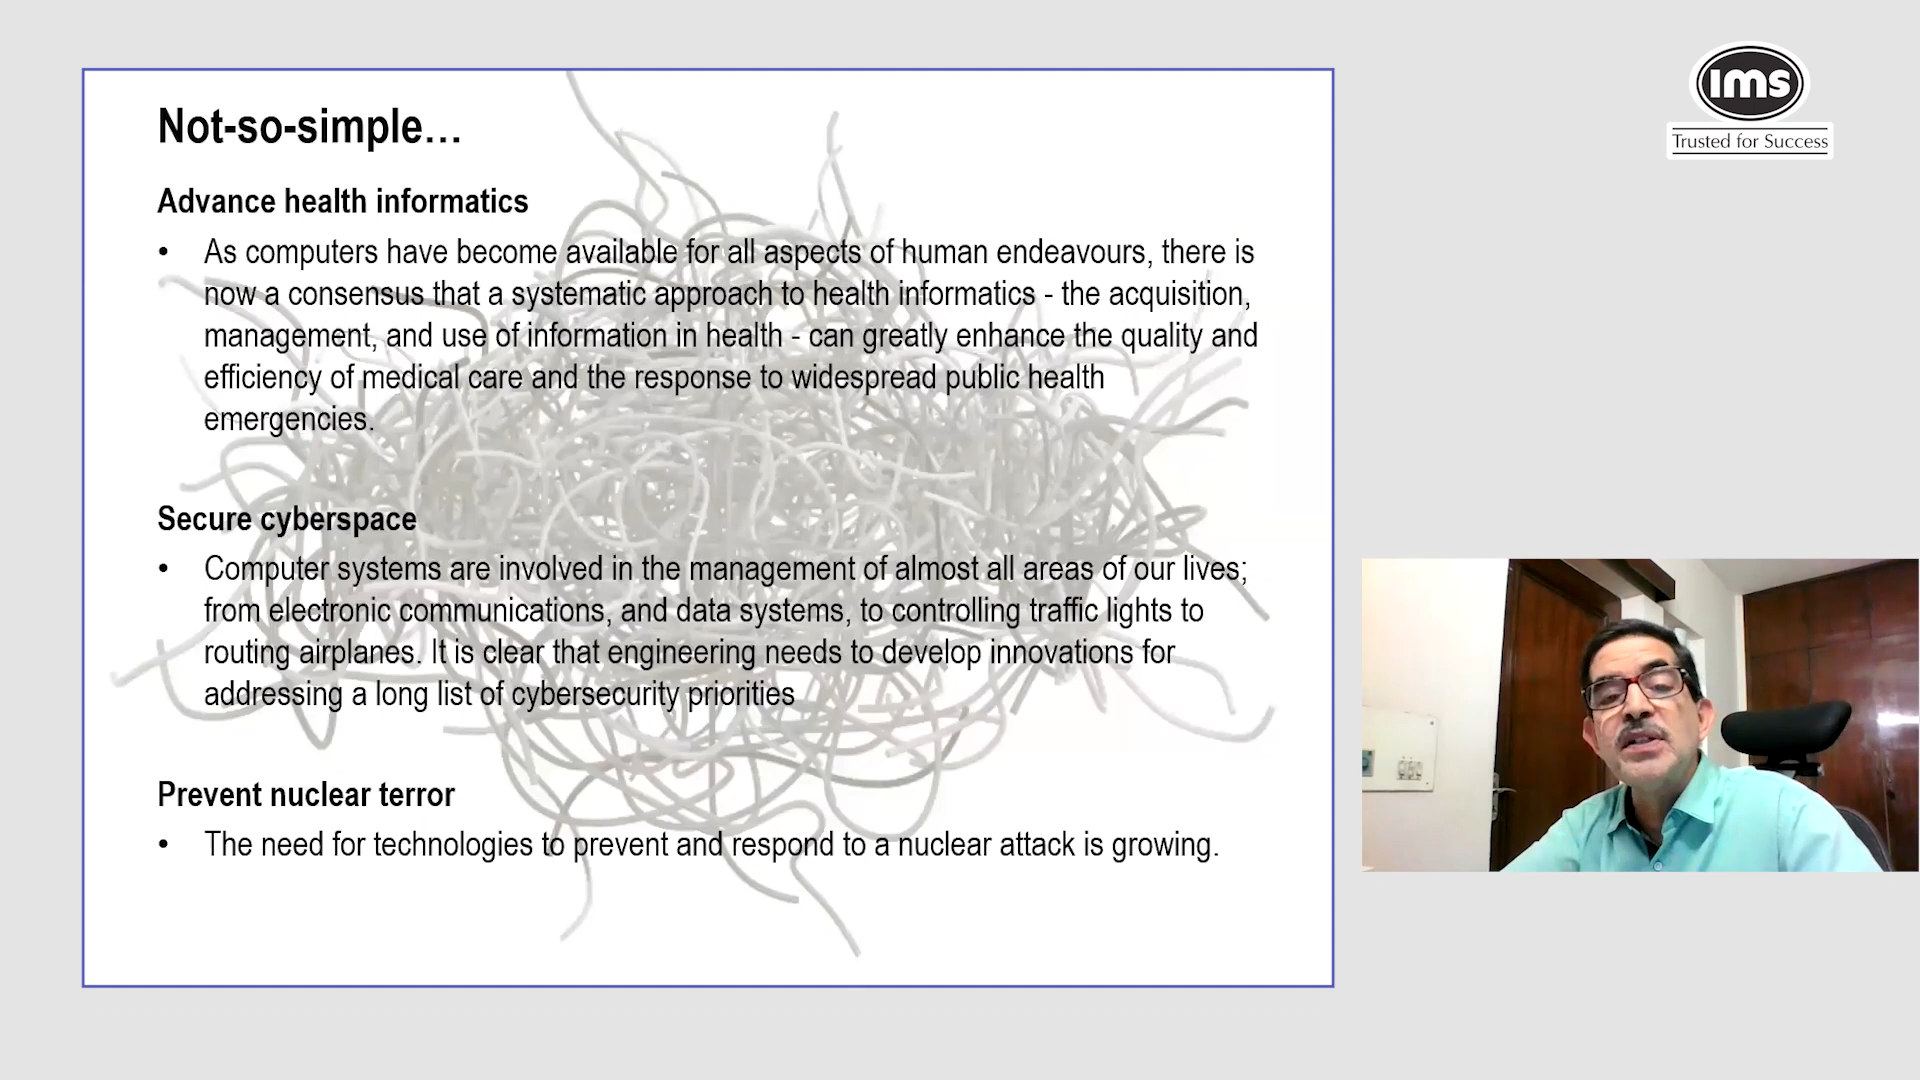 ims
Trusted for Success
Not-so-simple…
Advance health informatics
• As computers have become available for all aspects of human endeavours, there is
now a consensus that a systematic approach to health informatics - the acquisition,
management, and use of information in health - can greatly enhance the quality and
efficiency of medical care and the response to widespread public health
emergencies.
Secure cyberspace
• Computer systems are involved in the management of almost all areas of our lives;
from electronic communications, and data systems, to controlling traffic lights to
routing airplanes. It is clear that engineering needs to develop innovations for
addressing a long list of cybersecurity priorities
Prevent nuclear terror
• The need for technologies to prevent and respond to a nuclear attack is growing.